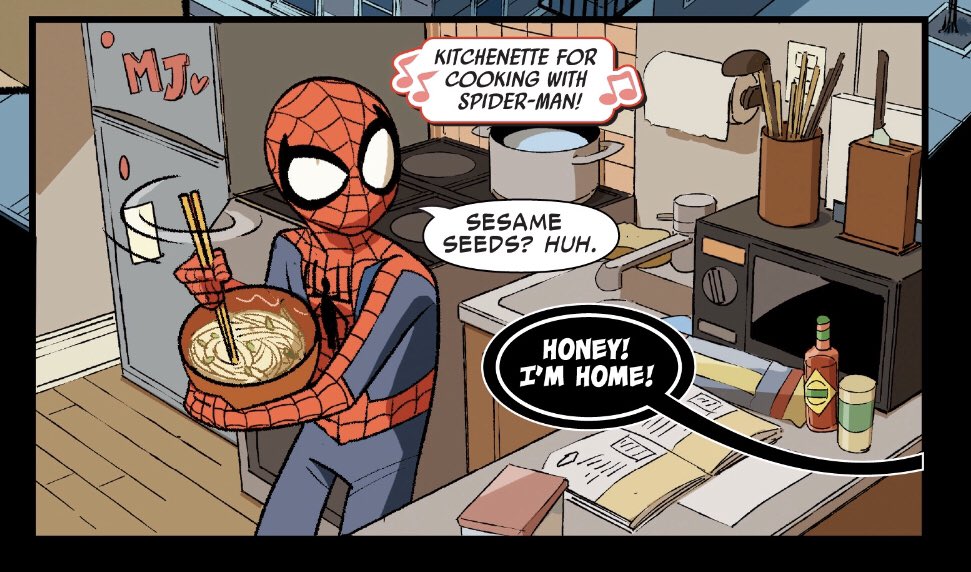 MJ
KITCHENETTE FOR
COOKING WITH
SPIDER-MAN!
SESAME
SEEDS? HUH.
HONEY!
I'M HOME!